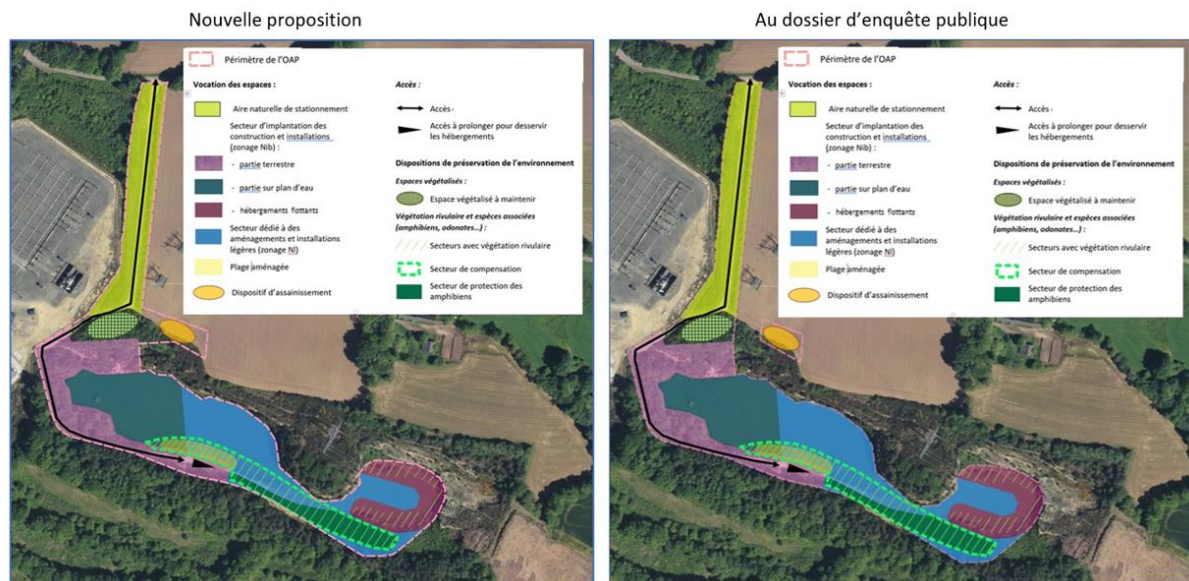 Nouvelle proposition
Périmètre de l'OAP
Vocation des espaces :
Aire naturelle de stationnement
Secteur d'implantation des
construction et installations
(zonage Nib) :
- partie terrestre
- partie sur plan d'eau
- hébergements flottants
Secteur dédié à des
aménagements et installations
légères (zonage Nl)
Plage aménagée
Dispositif d'assainissement
Accès :
Accès -
Accès à prolonger pour desservir
les hébergements
Dispositions de préservation de l'environnement
Espaces végétalisés :
Espace végétalisé à maintenir
Végétation rivulaire et espèces associées
(amphibiens, odonates...) :
Secteurs avec végétation rivulaire
Secteur de compensation
Secteur de protection des
amphibiens
Au dossier d'enquête publique
Périmètre de l'OAP
Vocation des espaces :
Aire naturelle de stationnement
Secteur d'implantation des
construction et installations
(zonage Nib) :
- partie terrestre
- partie sur plan d'eau
- hébergements flottants
Secteur dédié à des
aménagements et installations
légères (zonage Nl)
Plage aménagée
Dispositif d'assainissement
Accès :
Accès -
Accès à prolonger pour desservir
les hébergements
Dispositions de préservation de l'environnement
Espaces végétalisés :
Espace végétalisé à maintenir
Végétation rivulaire et espèces associées
(amphibiens, odonates...) :
Secteurs avec végétation rivulaire
Secteur de compensation
Secteur de protection des
amphibiens